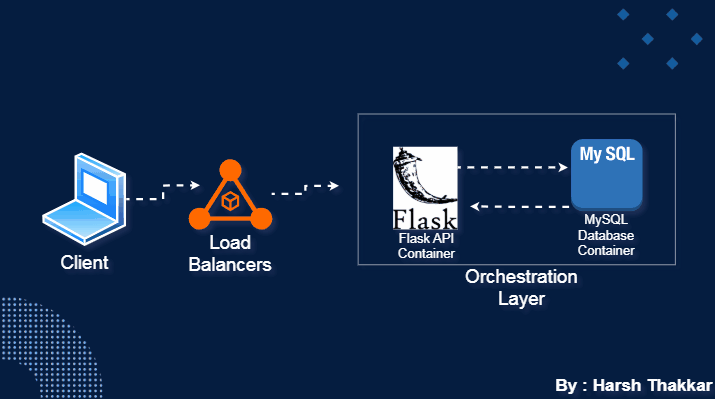 My SQL
Flask
Flask API
Container
MySQL
Database
Container
Client
Load
Balancers
Orchestration
Layer
By : Harsh Thakkar